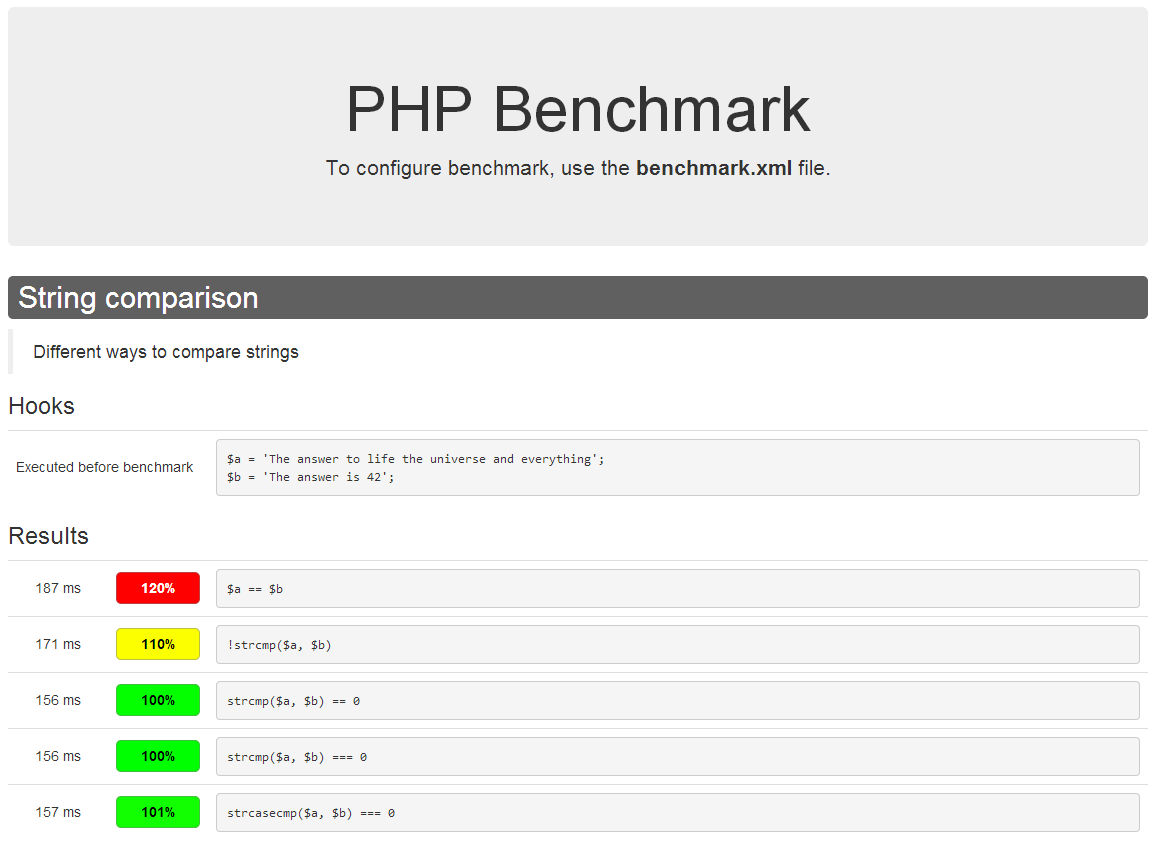 PHP Benchmark
To configure benchmark, use the benchmark.xml file.
String comparison
Different ways to compare strings
Hooks
Executed before benchmark
$a = 'The answer to life the universe and everything';
$b = 'The answer is 42';
Results
187 ms 120% $a == $b
171 ms 110% !strcmp($a, $b)
156 ms 100% strcmp($a, $b) == 0
156 ms 100% strcmp($a, $b) === 0
157 ms 101% strcasecmp($a, $b) === 0